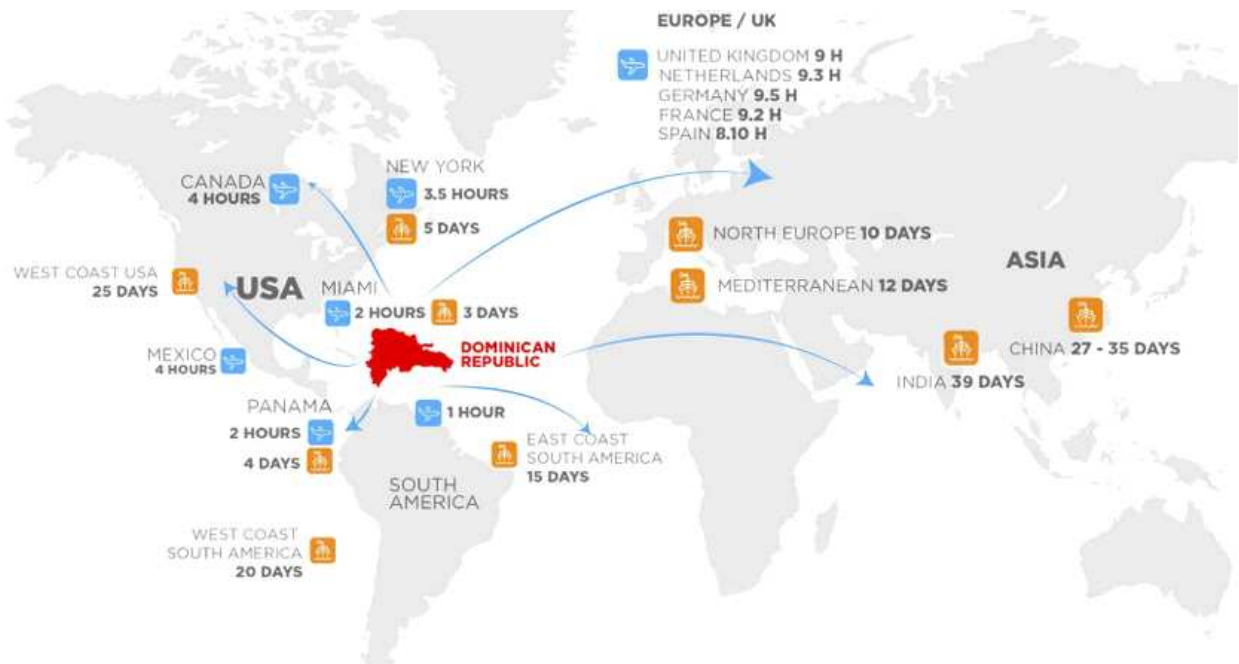 EUROPE / UK
UNITED KINGDOM 9 H
NETHERLANDS 9.3 H
GERMANY 9.5 H
FRANCE 9.2 H
SPAIN 8.10 H
NEW YORK
3.5 HOURS
5 DAYS
CANADA
4 HOURS
NORTH EUROPE 10 DAYS
MEDITERRANEAN 12 DAYS
ASIA
WEST COAST USA
25 DAYS
USA
MIAMI
2 HOURS
3 DAYS
CHINA 27 - 35 DAYS
INDIA 39 DAYS
DOMINICAN
REPUBLIC
MEXICO
4 HOURS
PANAMA
2 HOURS
4 DAYS
1 HOUR
EAST COAST
SOUTH AMERICA
15 DAYS
SOUTH
AMERICA
WEST COAST
SOUTH AMERICA
20 DAYS